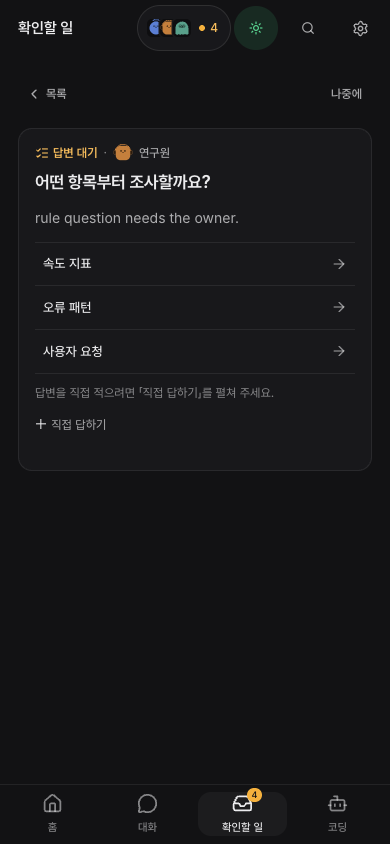 확인할 일
4
목록
나중에
답변 대기 · 연구원
어떤 항목부터 조사할까요?
rule question needs the owner.
속도 지표
오류 패턴
사용자 요청
답변을 직접 적으려면 「직접 답하기」를 펼쳐 주세요.
직접 답하기
4
홈
대화
확인할 일
코딩